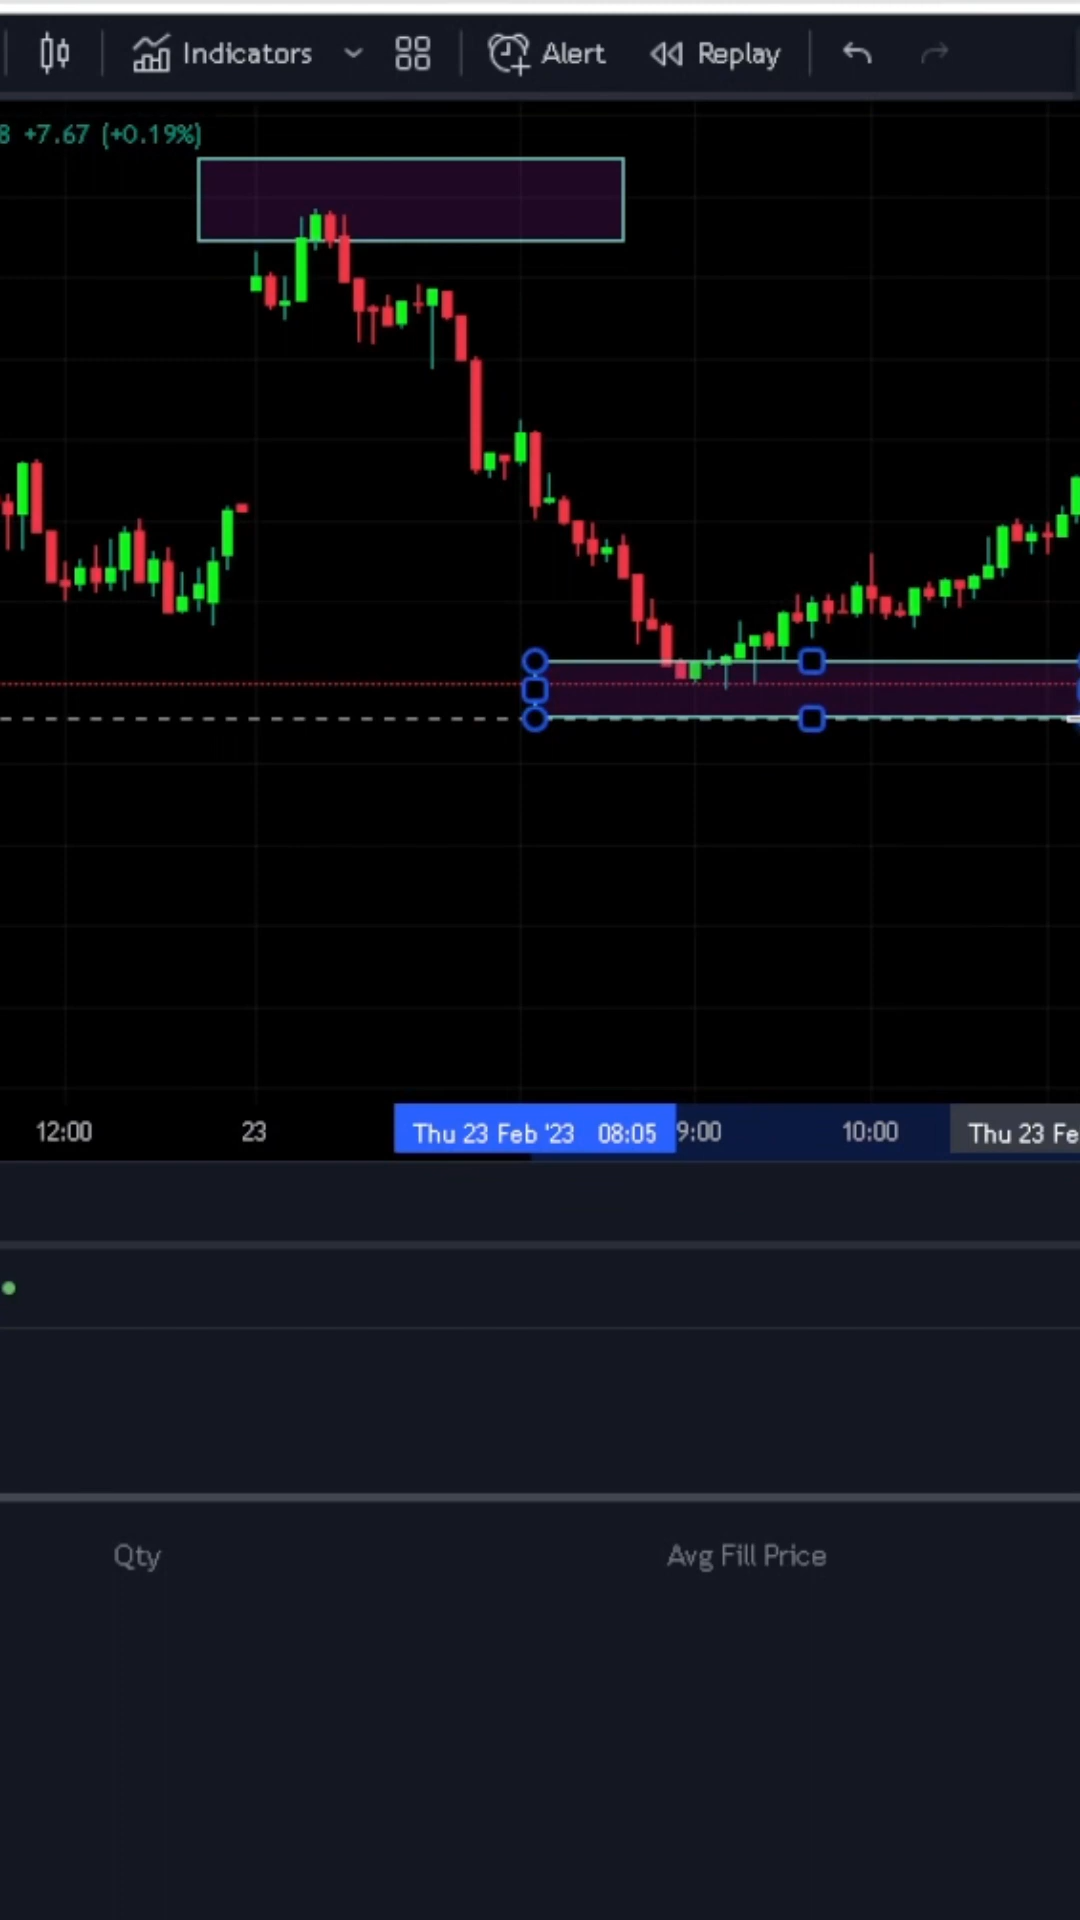 Indicators Alert Replay
8 +7.67 (+0.19%)
12:00 23 Thu 23 Feb '23 08:05 9:00 10:00 Thu 23 Fe
Qty Avg Fill Price